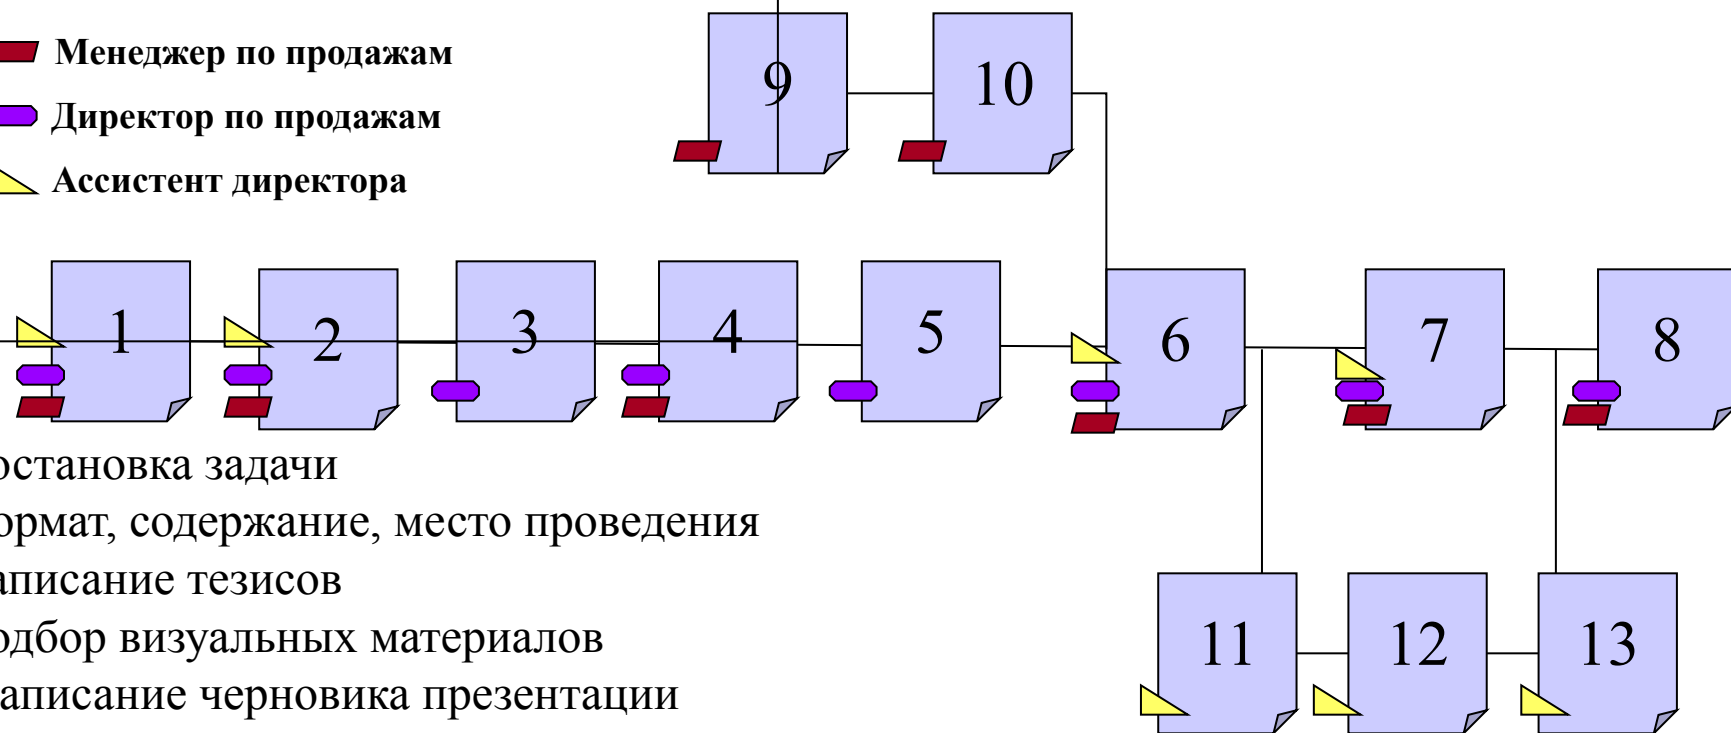 Менеджер по продажам
9
10
Директор по продажам
Ассистент директора
1
2
3
4
5
6
7
8
остановка задачи
ормат, содержание, место проведения
аписание тезисов
одбор визуальных материалов
аписание черновика презентации
11
12
13